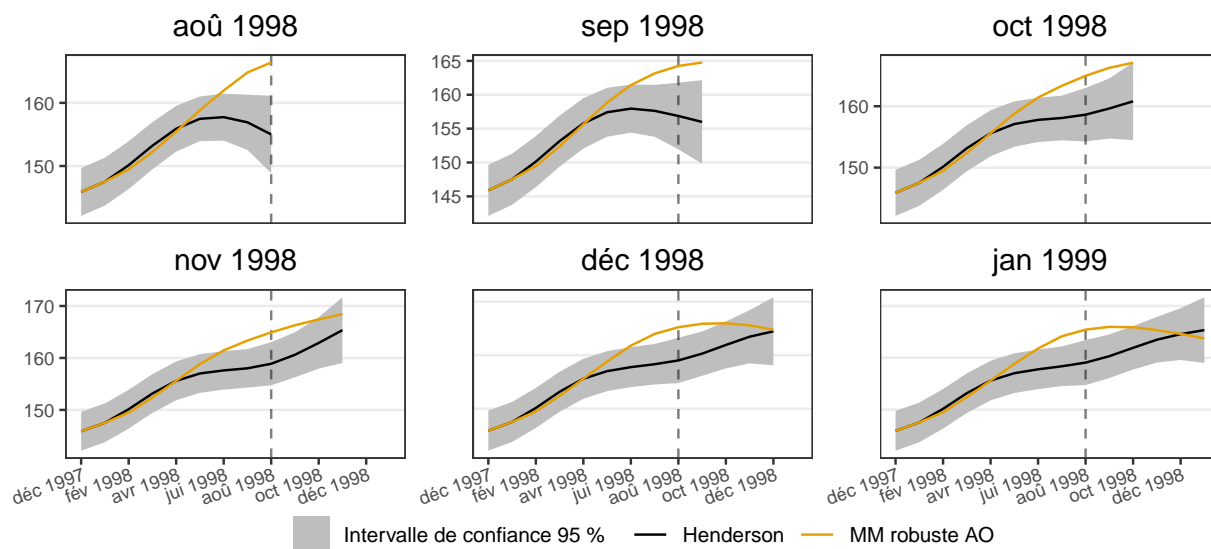 aoû 1998 sep 1998 oct 1998
160
150
165
160
155
150
145
160
150
nov 1998 déc 1998 jan 1999
170
160
150
déc 1997 fév 1998 avr 1998 jui 1998 aoû 1998 oct 1998 déc 1998
déc 1997 fév 1998 avr 1998 jui 1998 aoû 1998 oct 1998 déc 1998
déc 1997 fév 1998 avr 1998 jui 1998 aoû 1998 oct 1998 déc 1998
Intervalle de confiance 95 % Henderson MM robuste AO